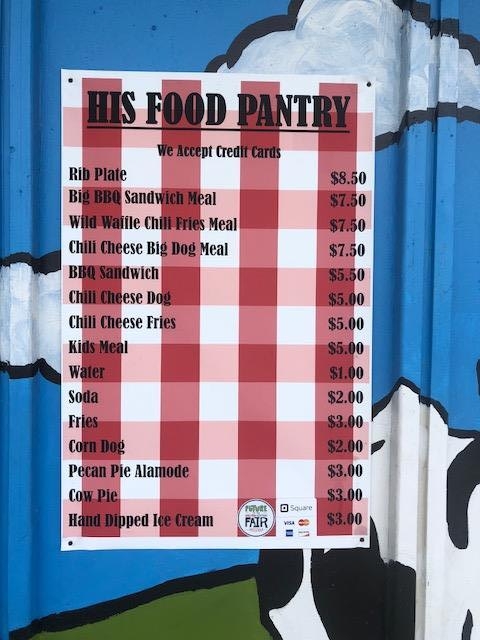 HIS FOOD PANTRY
We Accept Credit Cards
Rib Plate $8.50
Big BBQ Sandwich Meal $7.50
Wild Waffle Chili Fries Meal $7.50
Chili Cheese Big Dog Meal $7.50
BBQ Sandwich $5.50
Chili Cheese Dog $5.00
Chili Cheese Fries $5.00
Kids Meal $5.00
Water $1.00
Soda $2.00
Fries $3.00
Corn Dog $2.00
Pecan Pie Alamode $3.00
Cow Pie $3.00
Hand Dipped Ice Cream $3.00
FUTURE
FAIR
Square
VISA